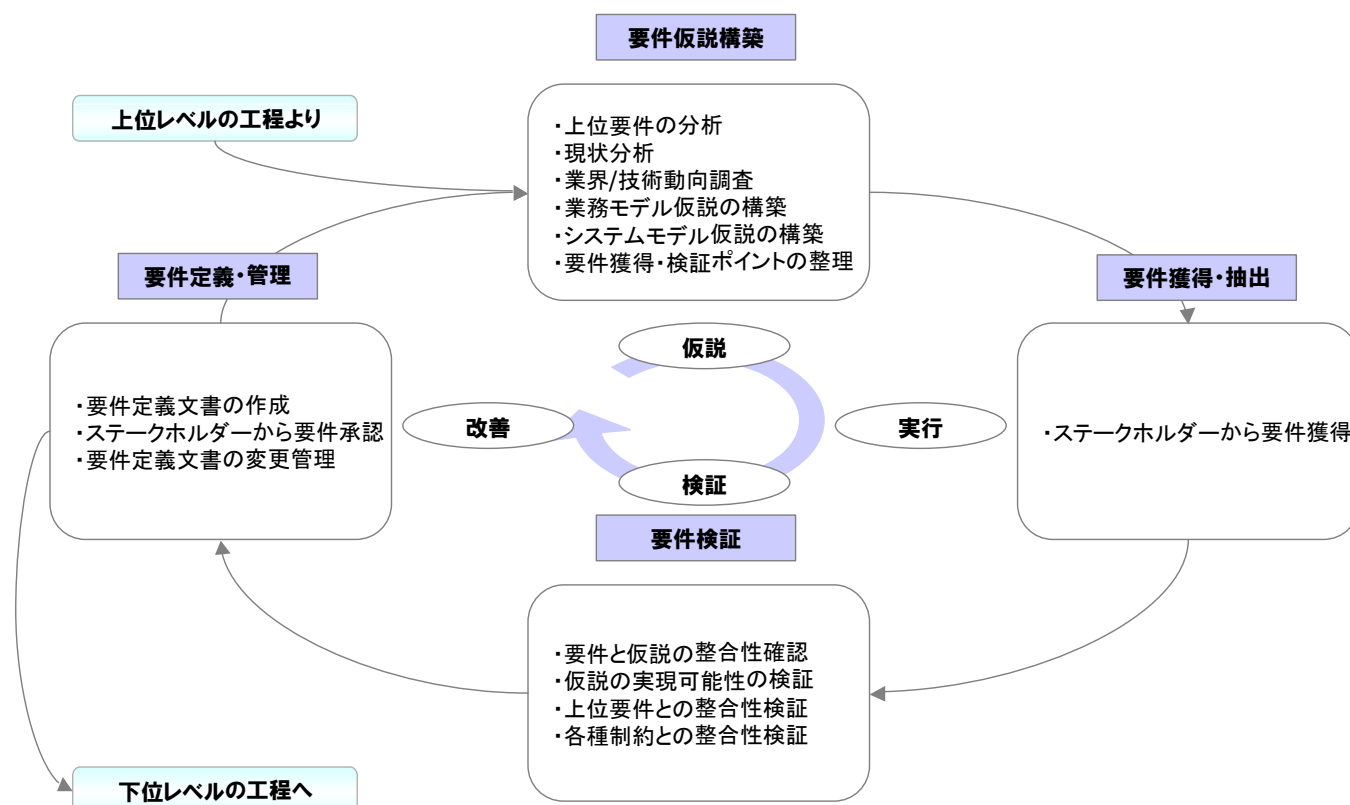 要件仮説構築
上位レベルの工程より
・上位要件の分析
・現状分析
・業界/技術動向調査
・業務モデル仮説の構築
・システムモデル仮説の構築
・要件獲得・検証ポイントの整理
要件定義・管理
要件獲得・抽出
仮説
・要件定義文書の作成
・ステークホルダーから要件承認
・要件定義文書の変更管理
改善
実行
・ステークホルダーから要件獲得
検証
要件検証
・要件と仮説の整合性確認
・仮説の実現可能性の検証
・上位要件との整合性検証
・各種制約との整合性検証
下位レベルの工程へ